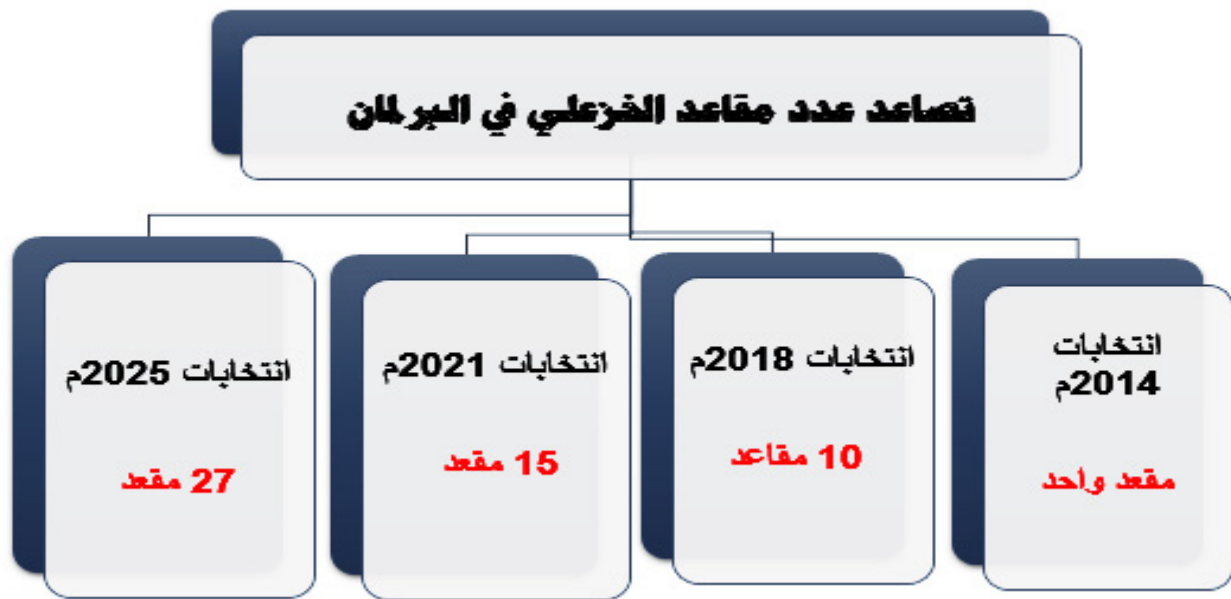 تصاعد عدد مقاعد الخزعلي في البرلمان
انتخابات
2014م
مقعد واحد
انتخابات 2018م
10 مقاعد
انتخابات 2021م
15 مقعد
انتخابات 2025م
27 مقعد